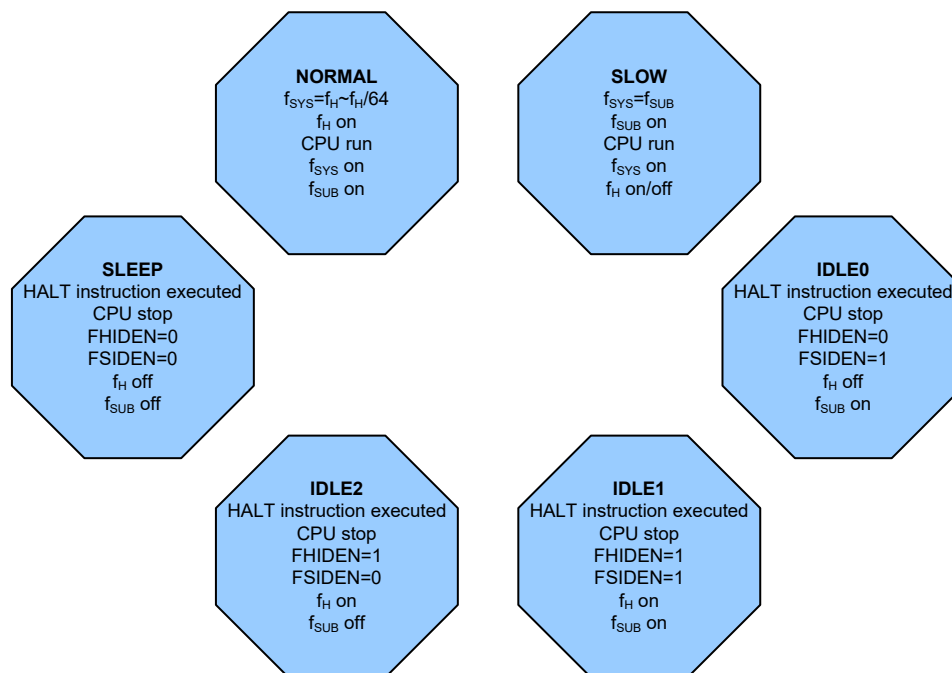 NORMAL
fSYS=fH~fH/64
fH on
CPU run
fSYS on
fSUB on
SLOW
fSYS=fSUB
fSUB on
CPU run
fSYS on
fH on/off
SLEEP
HALT instruction executed
CPU stop
FHIDEN=0
FSIDEN=0
fH off
fSUB off
IDLE0
HALT instruction executed
CPU stop
FHIDEN=0
FSIDEN=1
fH off
fSUB on
IDLE2
HALT instruction executed
CPU stop
FHIDEN=1
FSIDEN=0
fH on
fSUB off
IDLE1
HALT instruction executed
CPU stop
FHIDEN=1
FSIDEN=1
fH on
fSUB on